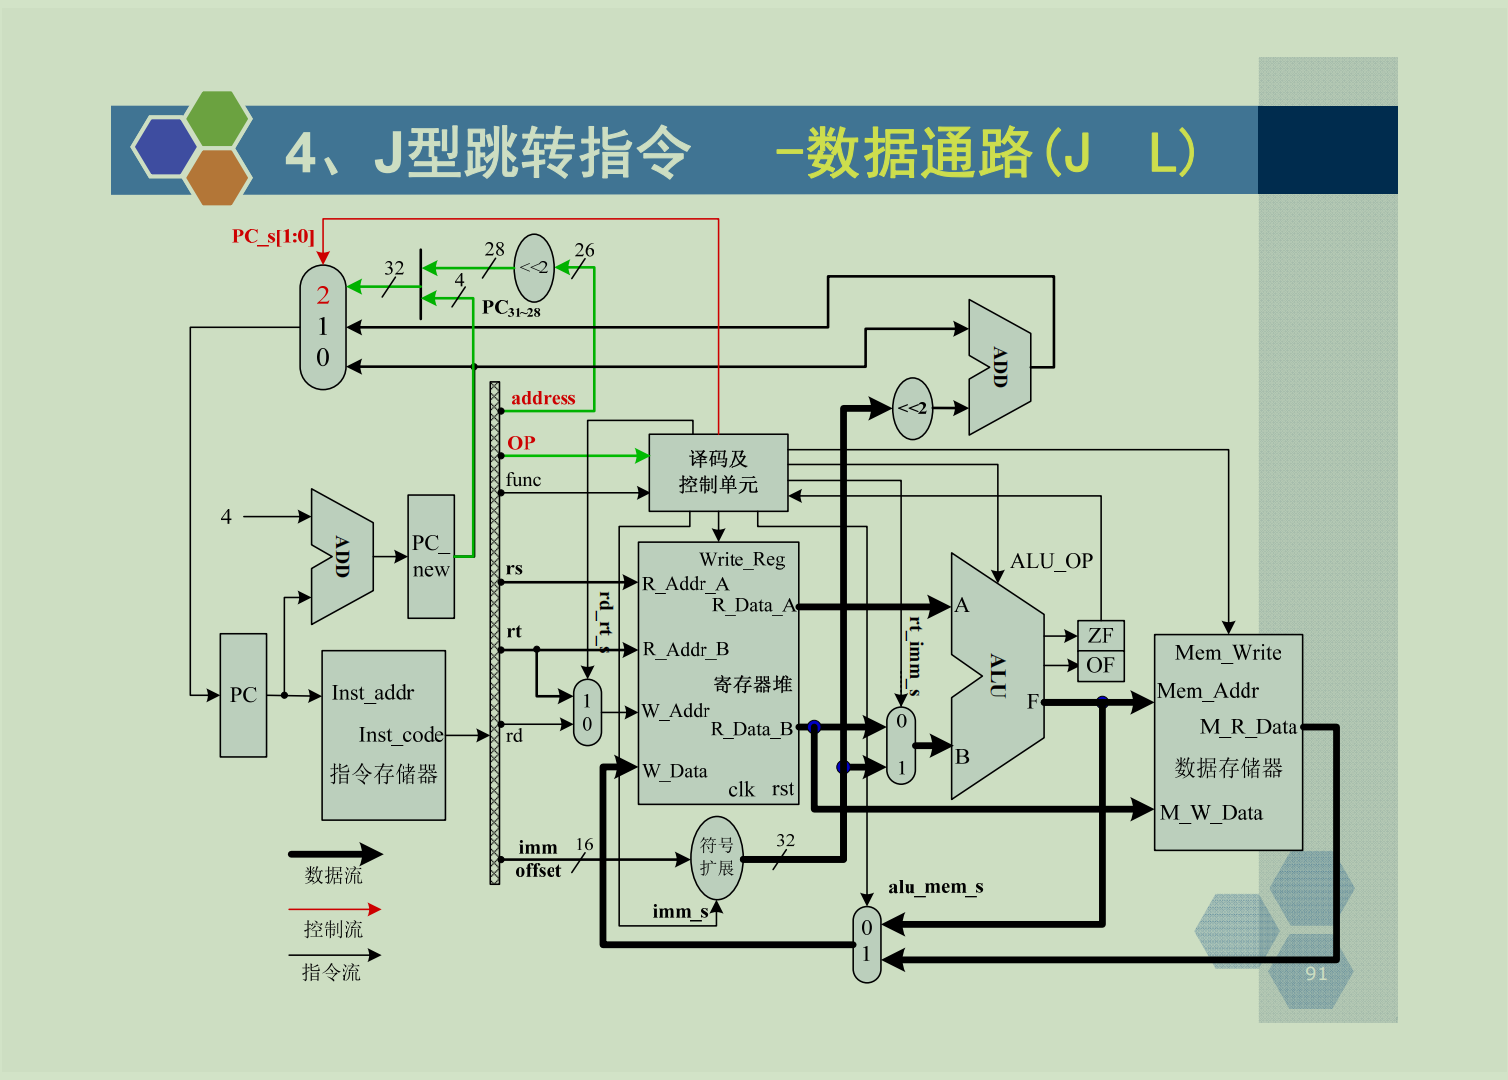 4、J型跳转指令 -数据通路(J L)
PC_s[1:0]
32
28
26
4
<<2
PC31~28
2
1
0
ADD
<<2
address
OP
func
译码及
控制单元
4
ADD
PC_
new
rs
rt
rd
rd_rt_s
Write_Reg
R_Addr_A
R_Data_A
R_Addr_B
寄存器堆
W_Addr
R_Data_B
W_Data
clk rst
1
0
rt_imm_s
0
1
ALU_OP
A
ALU
F
B
ZF
OF
Mem_Write
Mem_Addr
M_R_Data
数据存储器
M_W_Data
PC
Inst_addr
Inst_code
指令存储器
imm
offset
16
符号
扩展
32
imm_s
alu_mem_s
0
1
数据流
控制流
指令流
91